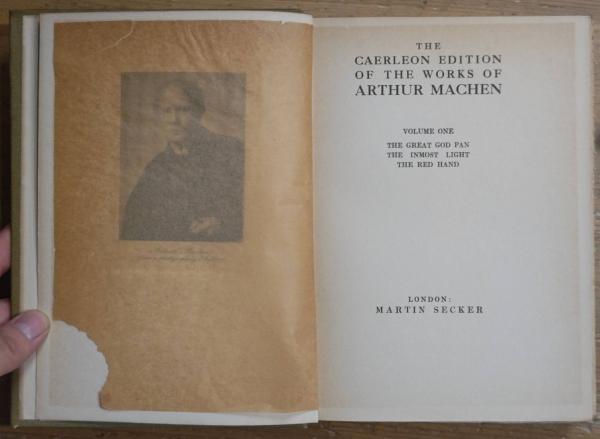 THE
CAERLEON EDITION
OF THE WORKS OF
ARTHUR MACHEN
VOLUME ONE
THE GREAT GOD PAN
THE INMOST LIGHT
THE RED HAND
LONDON:
MARTIN SECKER